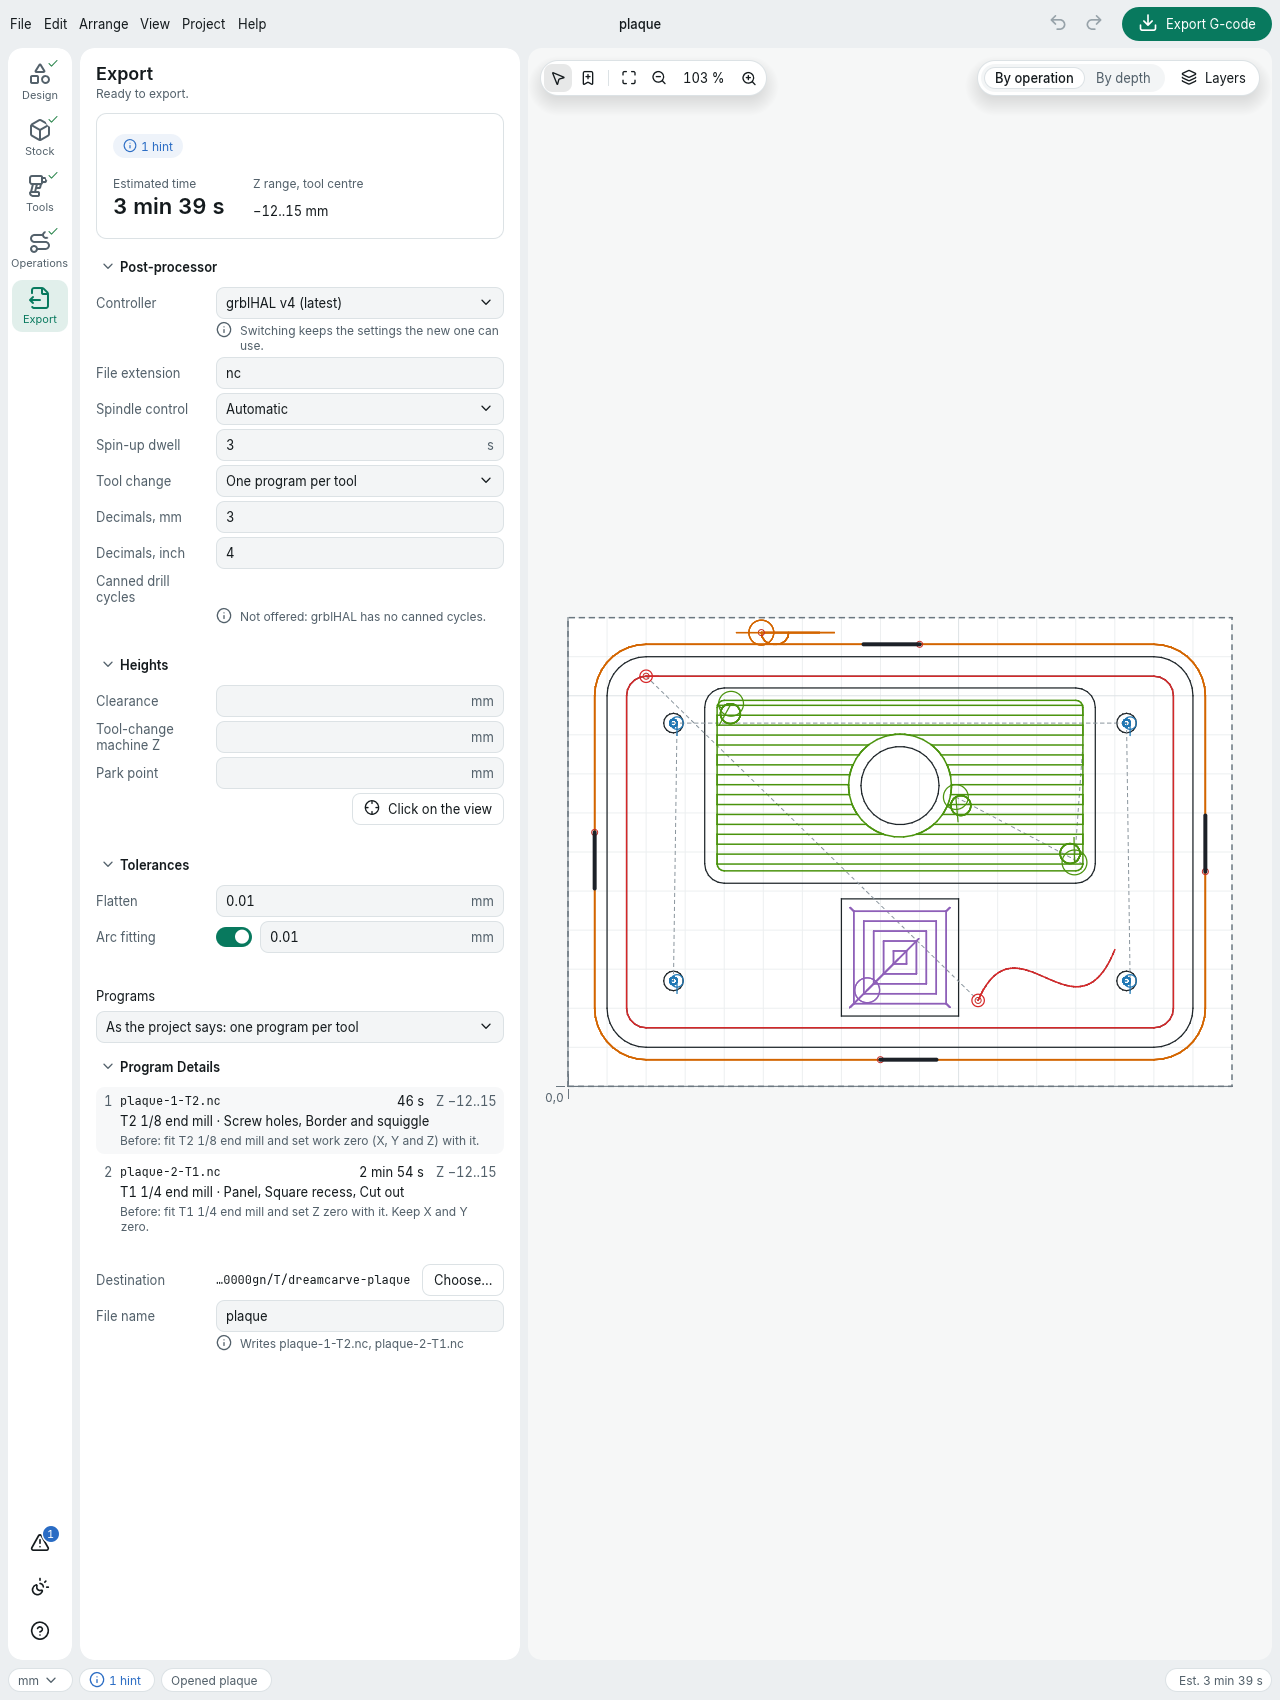 File Edit Arrange View Project Help
plaque
Export G-code
Design
Stock
Tools
Operations
Export
1
Export
Ready to export.
1 hint
Estimated time
3 min 39 s
Z range, tool centre
−12..15 mm
Post-processor
Controller
grblHAL v4 (latest)
Switching keeps the settings the new one can
use.
File extension
nc
Spindle control
Automatic
Spin-up dwell
3 s
Tool change
One program per tool
Decimals, mm
3
Decimals, inch
4
Canned drill
cycles
Not offered: grblHAL has no canned cycles.
Heights
Clearance
mm
Tool-change
machine Z
mm
Park point
mm
Click on the view
Tolerances
Flatten
0.01 mm
Arc fitting
0.01 mm
Programs
As the project says: one program per tool
Program Details
1 plaque-1-T2.nc 46 s Z −12..15
T2 1/8 end mill · Screw holes, Border and squiggle
Before: fit T2 1/8 end mill and set work zero (X, Y and Z) with it.
2 plaque-2-T1.nc 2 min 54 s Z −12..15
T1 1/4 end mill · Panel, Square recess, Cut out
Before: fit T1 1/4 end mill and set Z zero with it. Keep X and Y
zero.
Destination
…0000gn/T/dreamcarve-plaque
Choose...
File name
plaque
Writes plaque-1-T2.nc, plaque-2-T1.nc
103 %
By operation
By depth
Layers
0,0
mm
1 hint
Opened plaque
Est. 3 min 39 s